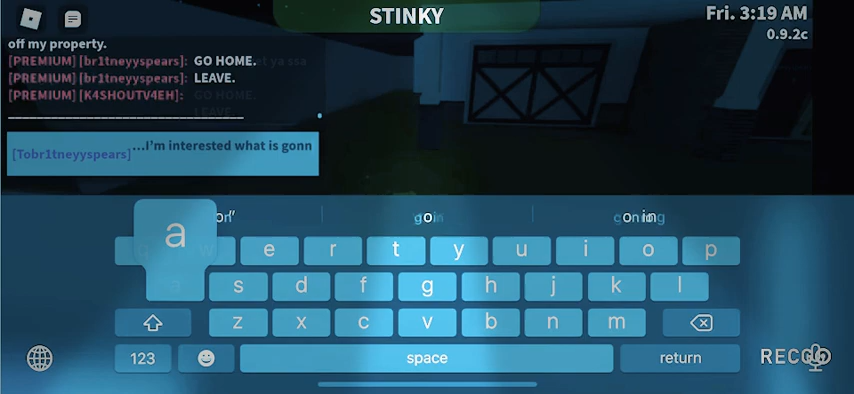 STINKY
Fri. 3:19 AM
0.9.2c
off my property.
[PREMIUM] [br1tneyyspears]: GO HOME.
[PREMIUM] [br1tneyyspears]: LEAVE.
[PREMIUM] [K4SHOUTV4EH]: GO HOME.
LEAVE.
[Tobr1tneyyspears] ...I'm interested what is gonn
a
e r t y u i o p
s d f g h j k l
z x c v b n m
123 space return